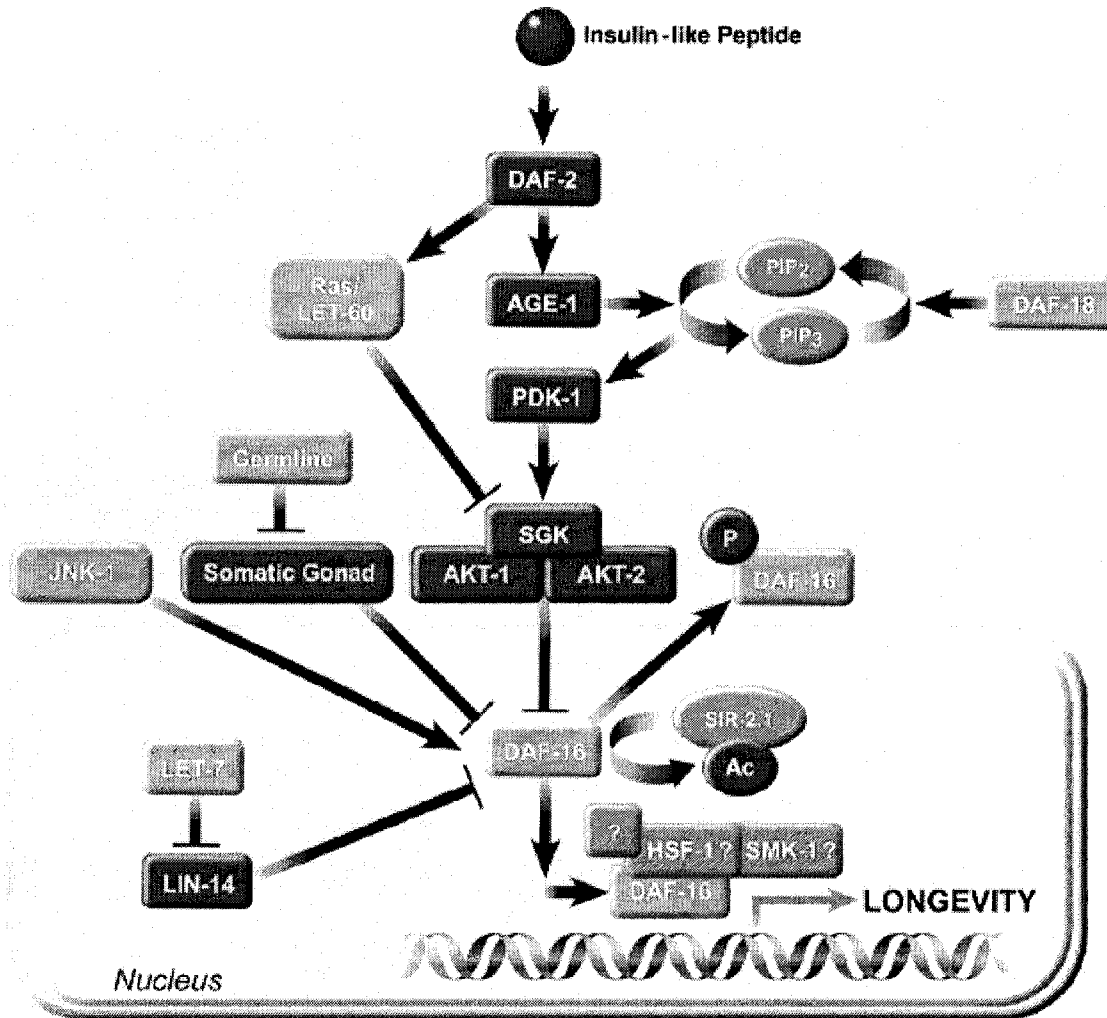 Insulin-like Peptide
DAF-2
Ras/
LET-60
AGE-1
PIP2
PIP3
DAF-18
PDK-1
Germline
SGK
AKT-1
AKT-2
JNK-1
Somatic Gonad
P
DAF-16
DAF-16
SIR-2.1
Ac
LET-7
LIN-14
?
HSF-1?
SMK-1?
DAF-16
LONGEVITY
Nucleus